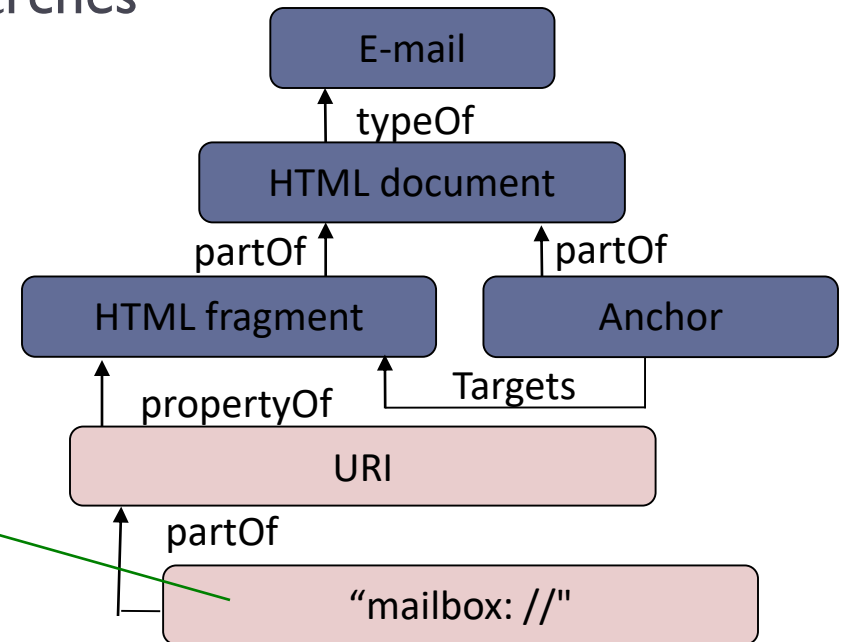 E-mail
typeOf
HTML document
partOf
partOf
HTML fragment
Anchor
Targets
propertyOf
URI
partOf
“mailbox: //"